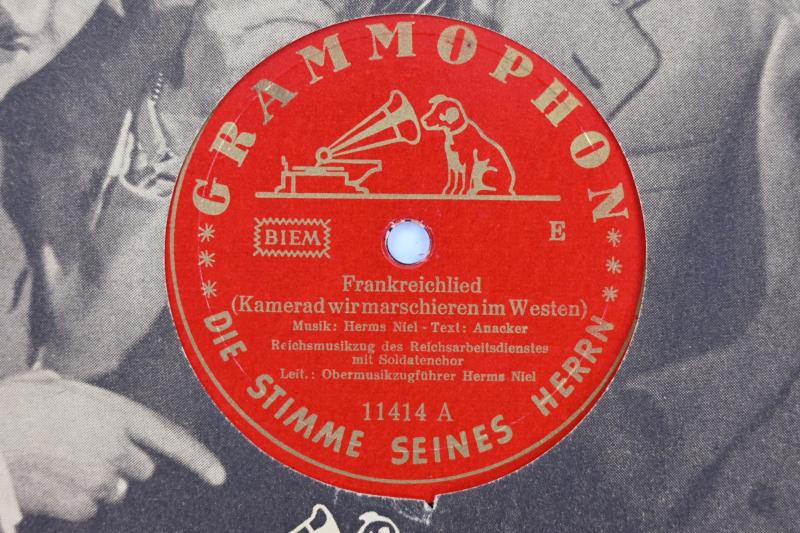 GRAMMOPHON
BIEM
E
Frankreichlied
(Kamerad wir marschieren im Westen)
Musik: Herms Niel - Text: Anacker
Reichsmusikzug des Reichsarbeitsdienstes
mit Soldatenchor
Leit.: Obermusikzugführer Herms Niel
11414 A
*** DIE STIMME SEINES HERRN ***